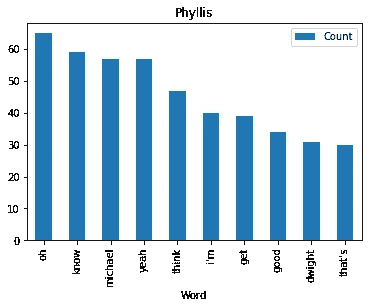 Phyllis
Count
60
50
40
30
20
10
0
oh
know
michael
yeah
think
i'm
get
good
dwight
that's
Word